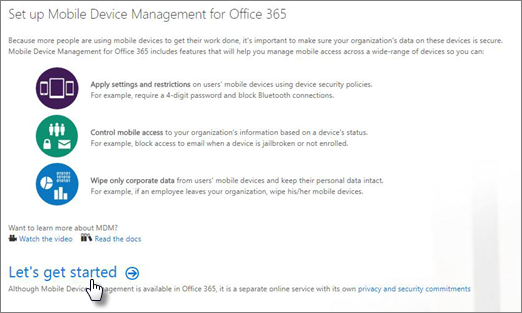 Set up Mobile Device Management for Office 365
Because more people are using mobile devices to get their work done, it's important to make sure your organization's data on these devices is secure.
Mobile Device Management for Office 365 includes features that will help you manage mobile access across a wide-range of devices so you can:
Apply settings and restrictions on users' mobile devices using device security policies.
For example, require a 4-digit password and block Bluetooth connections.
Control mobile access to your organization's information based on a device's status.
For example, block access to email when a device is jailbroken or not enrolled.
Wipe only corporate data from users' mobile devices and keep their personal data intact.
For example, if an employee leaves your organization, wipe his/her mobile devices.
Want to learn more about MDM?
Watch the video Read the docs
Let's get started
Although Mobile Device Management is available in Office 365, it is a separate online service with its own privacy and security commitments